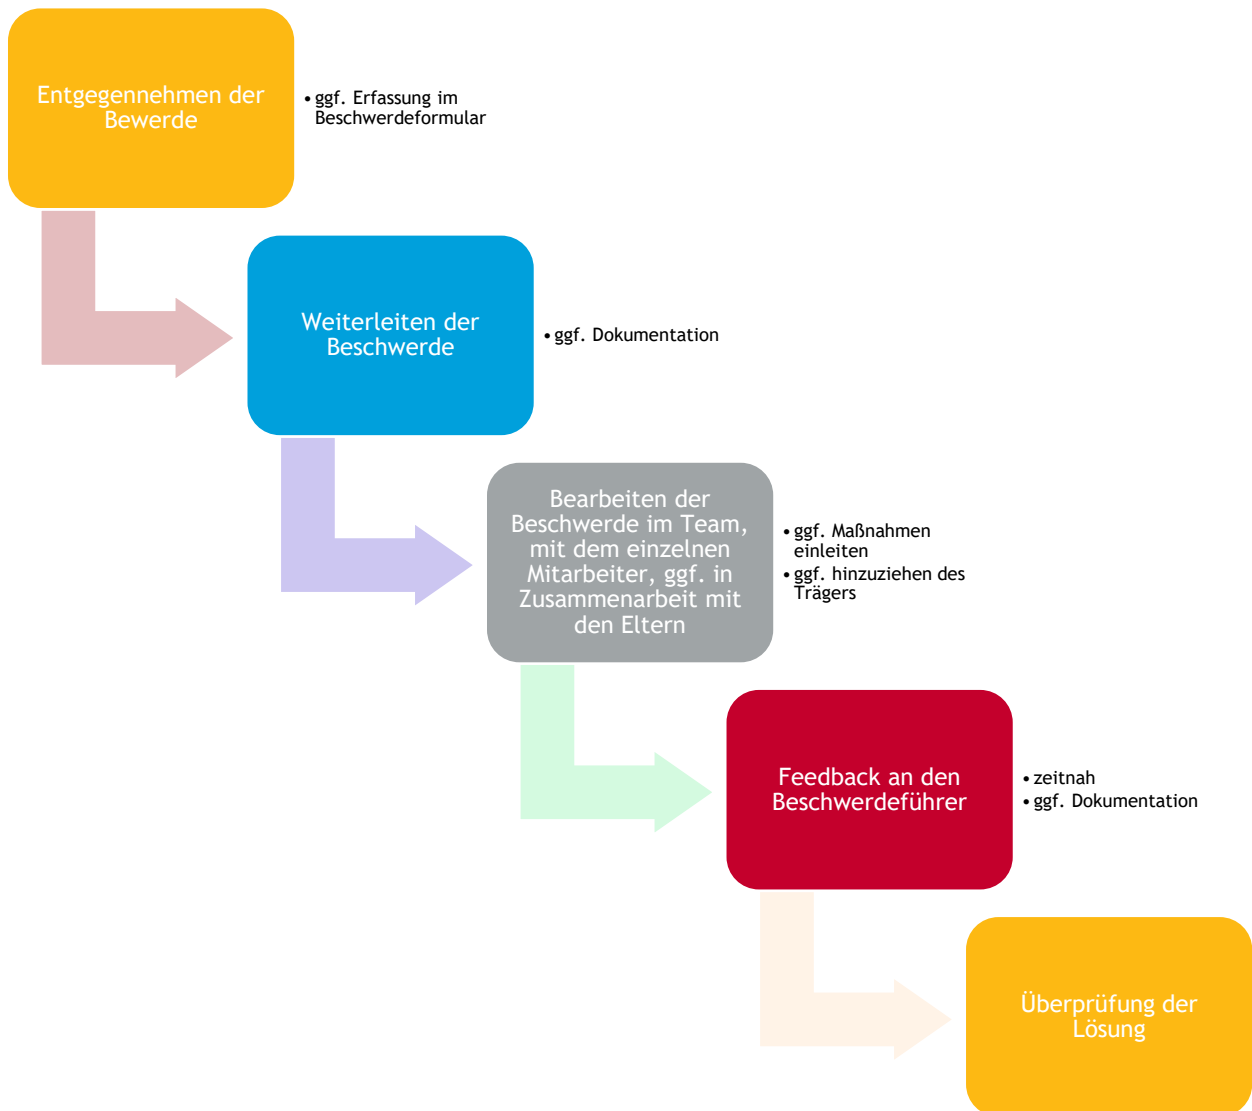 Entgegennehmen der
Bewerde
• ggf. Erfassung im
Beschwerdeformular
Weiterleiten der
Beschwerde
• ggf. Dokumentation
Bearbeiten der
Beschwerde im Team,
mit dem einzelnen
Mitarbeiter, ggf. in
Zusammenarbeit mit
den Eltern
• ggf. Maßnahmen
einleiten
• ggf. hinzuziehen des
Trägers
Feedback an den
Beschwerdeführer
• zeitnah
• ggf. Dokumentation
Überprüfung der
Lösung